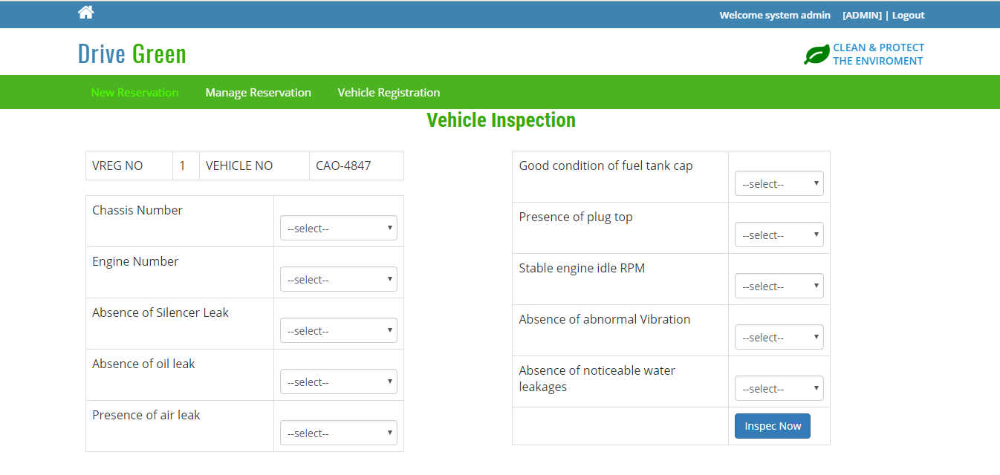 Welcome system admin [ADMIN] | Logout
Drive Green
CLEAN & PROTECT
THE ENVIROMENT
New Reservation Manage Reservation Vehicle Registration
Vehicle Inspection
VREG NO 1 VEHICLE NO CAO-4847
Chassis Number --select--
Engine Number --select--
Absence of Silencer Leak --select--
Absence of oil leak --select--
Presence of air leak --select--
Good condition of fuel tank cap --select--
Presence of plug top --select--
Stable engine idle RPM --select--
Absence of abnormal Vibration --select--
Absence of noticeable water
leakages --select--
Inspec Now